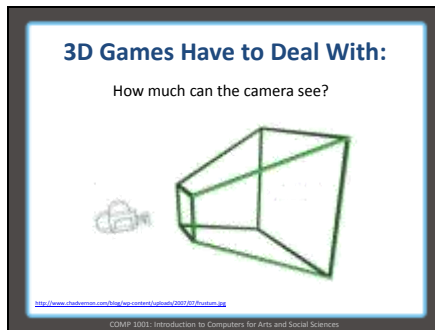 3D Games Have to Deal With:
How much can the camera see?
http://www.chadvernon.com/blog/wp-content/uploads/2007/07/frustum.jpg
COMP 1001: Introduction to Computers for Arts and Social Sciences